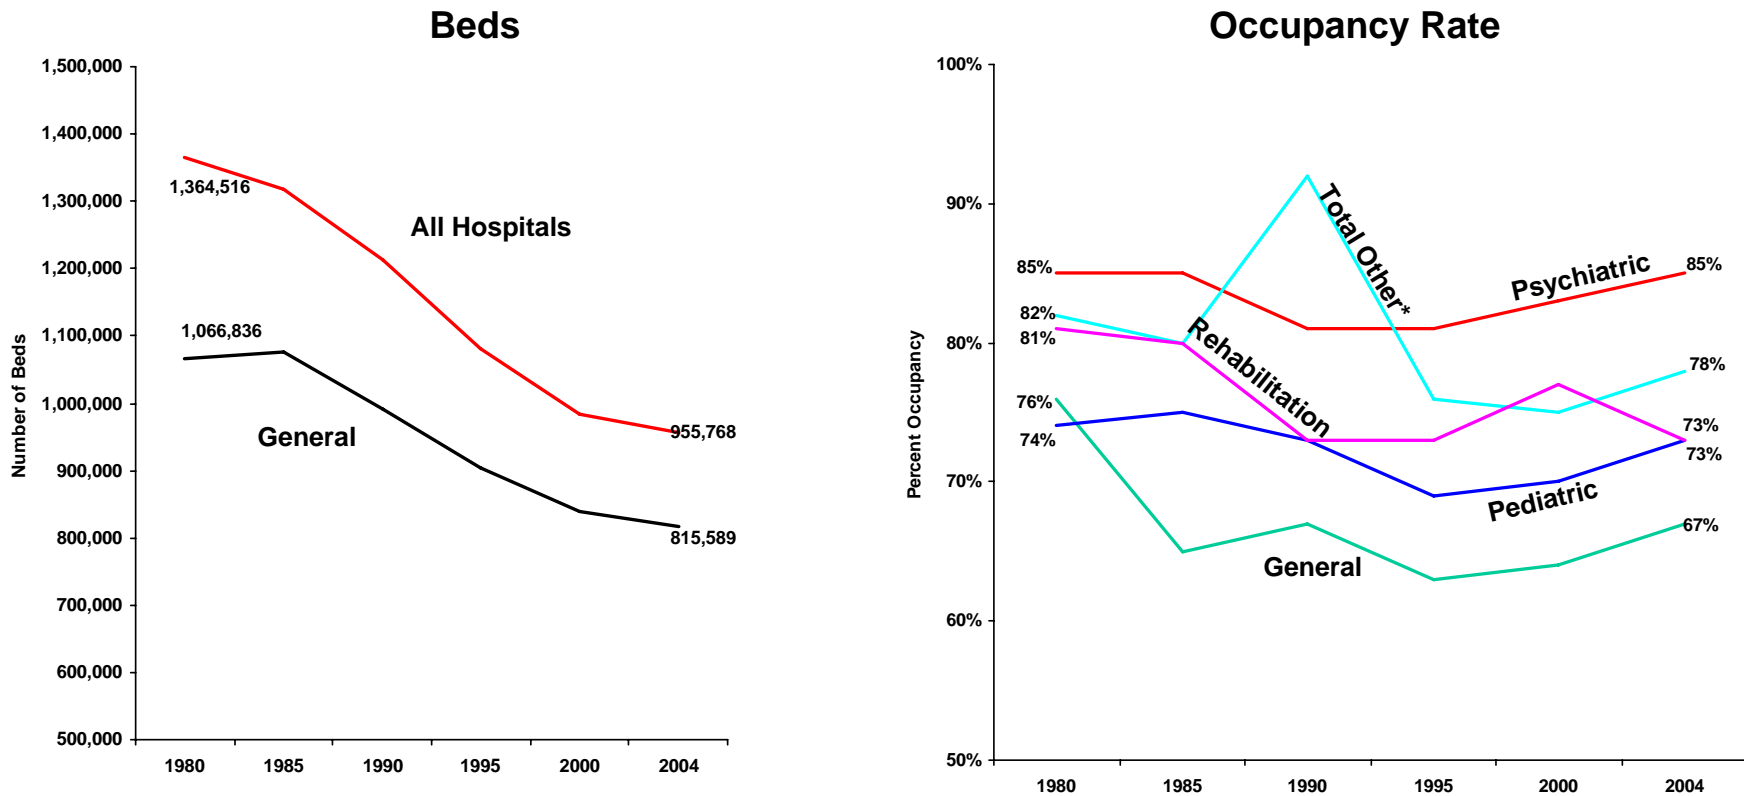 Beds
1,500,000
1,400,000
1,300,000
1,200,000
1,100,000
1,000,000
900,000
800,000
700,000
600,000
500,000
Number of Beds
1,364,516
All Hospitals
1,066,836
General
955,768
815,589
1980 1985 1990 1995 2000 2004
Occupancy Rate
100%
90%
80%
70%
60%
50%
Percent Occupancy
85%
82%
81%
76%
74%
Total Other*
Psychiatric
Rehabilitation
Pediatric
General
85%
78%
73%
73%
67%
1980 1985 1990 1995 2000 2004